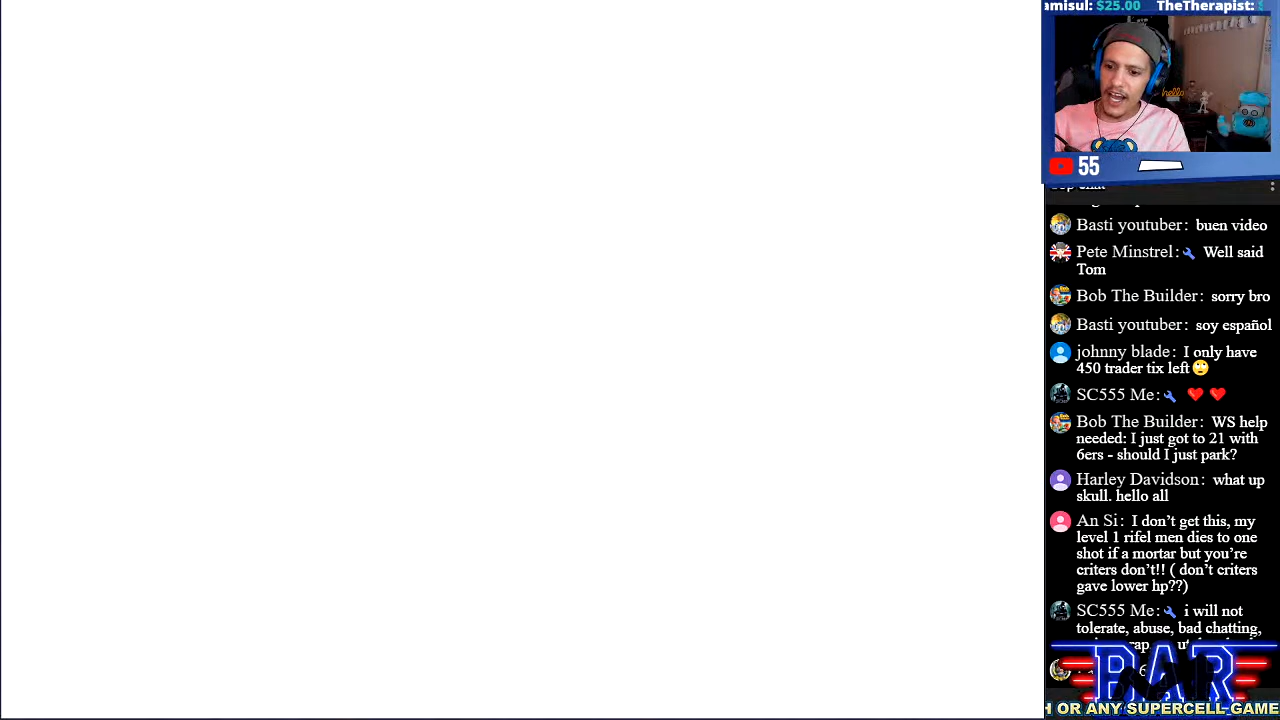 amisul: $25.00 TheTherapist:
hello
55
Top chat
Basti youtuber: buen video
Pete Minstrel: Well said
Tom
Bob The Builder: sorry bro
Basti youtuber: soy español
johnny blade: I only have
450 trader tix left
SC555 Me:
Bob The Builder: WS help
needed: I just got to 21 with
6ers - should I just park?
Harley Davidson: what up
skull. hello all
An Si: I don’t get this, my
level 1 rifel men dies to one
shot if a mortar but you’re
criters don’t!! ( don’t criters
gave lower hp??)
SC555 Me: i will not
tolerate, abuse, bad chatting,
BAR
H OR ANY SUPERCELL GAME